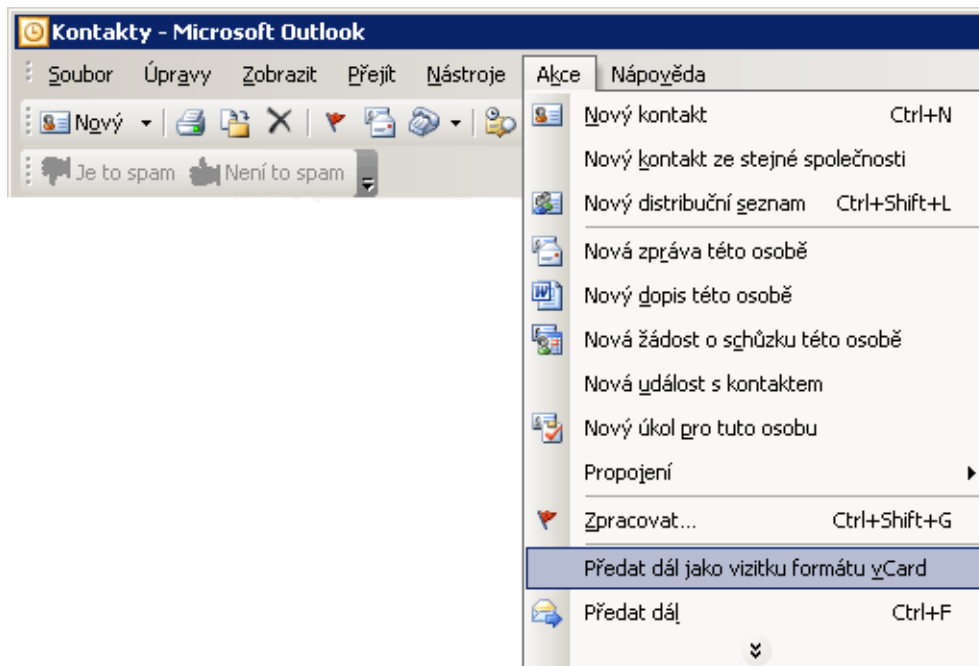 Kontakty - Microsoft Outlook
Soubor Úpravy Zobrazit Přejít Nástroje Akce Nápověda
Nový
Je to spam Není to spam
Nový kontakt Ctrl+N
Nový kontakt ze stejné společnosti
Nový distribuční seznam Ctrl+Shift+L
Nová zpráva této osobě
Nový dopis této osobě
Nová žádost o schůzku této osobě
Nová událost s kontaktem
Nový úkol pro tuto osobu
Propojení
Zpracovat... Ctrl+Shift+G
Předat dál jako vizitku formátu vCard
Předat dál Ctrl+F